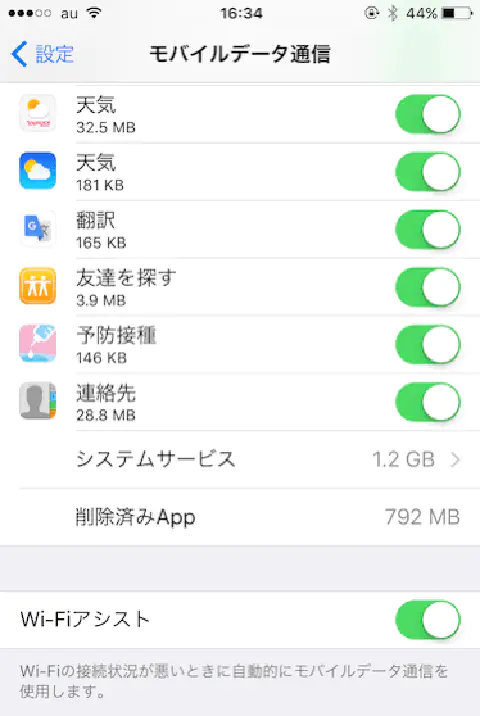 au 16:34 44%
設定 モバイルデータ通信
天気
32.5 MB
天気
181 KB
翻訳
165 KB
友達を探す
3.9 MB
予防接種
146 KB
連絡先
28.8 MB
システムサービス 1.2 GB
削除済みApp 792 MB
Wi-Fiアシスト
Wi-Fiの接続状況が悪いときに自動的にモバイルデータ通信を
使用します。